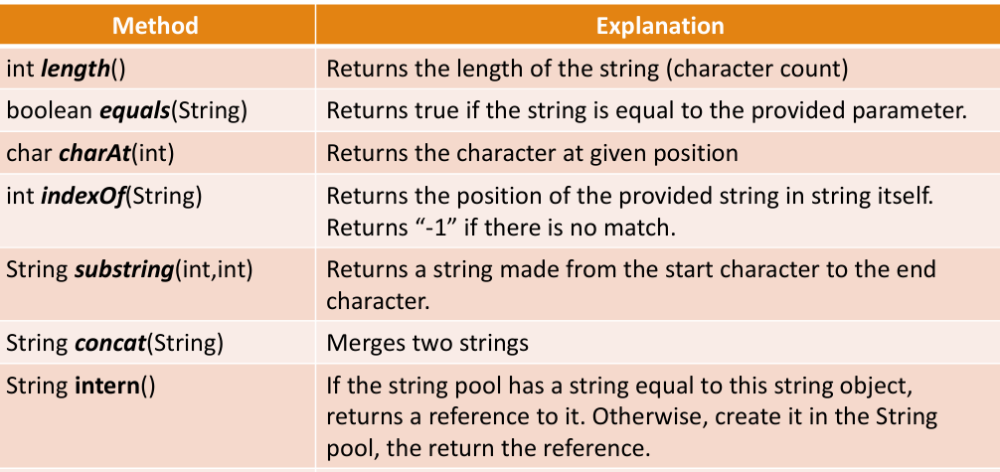 Method Explanation
int length() Returns the length of the string (character count)
boolean equals(String) Returns true if the string is equal to the provided parameter.
char charAt(int) Returns the character at given position
int indexOf(String) Returns the position of the provided string in string itself.
Returns “-1” if there is no match.
String substring(int,int) Returns a string made from the start character to the end
character.
String concat(String) Merges two strings
String intern() If the string pool has a string equal to this string object,
returns a reference to it. Otherwise, create it in the String
pool, the return the reference.